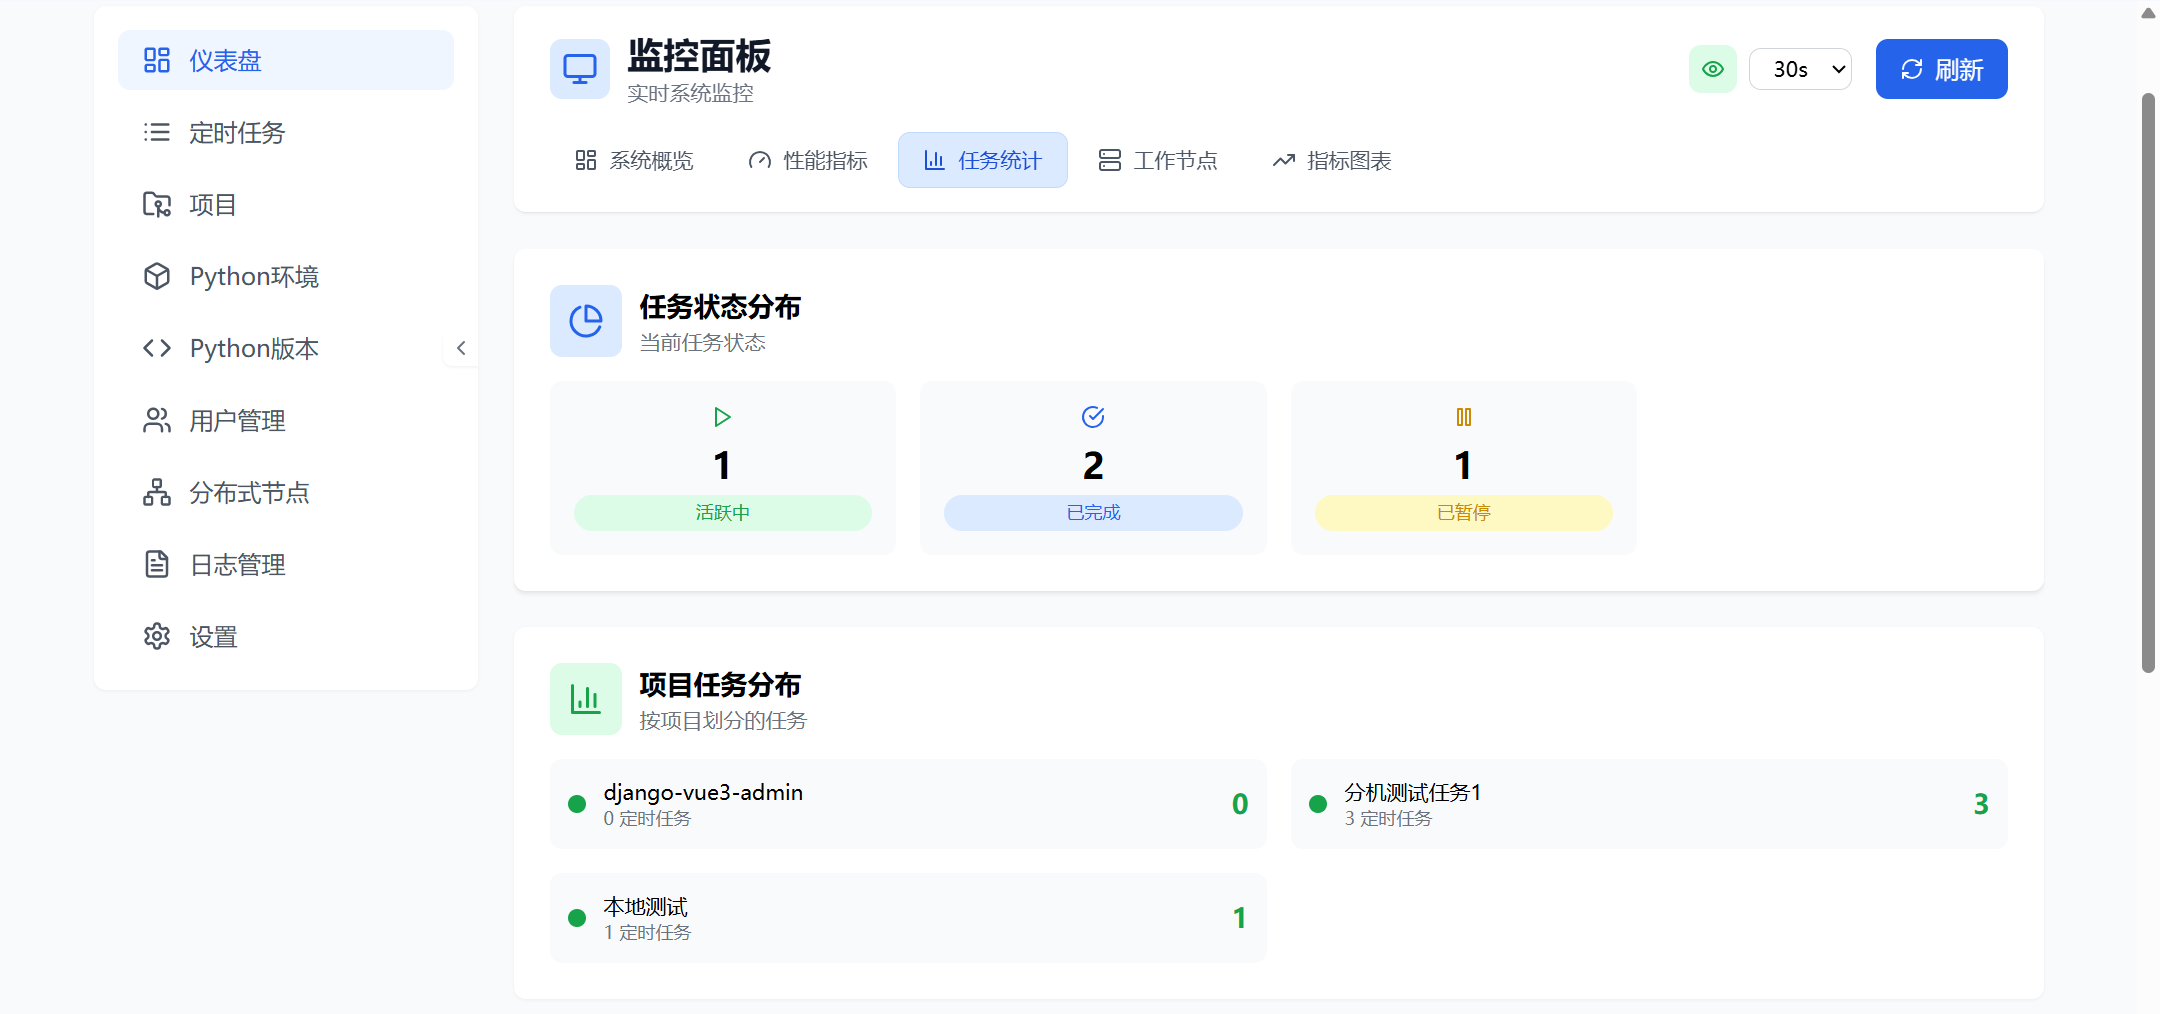 仪表盘
定时任务
项目
Python环境
Python版本
用户管理
分布式节点
日志管理
设置
监控面板
实时系统监控
30s
刷新
系统概览
性能指标
任务统计
工作节点
指标图表
任务状态分布
当前任务状态
1
活跃中
2
已完成
1
已暂停
项目任务分布
按项目划分的任务
django-vue3-admin
0 定时任务
0
分机测试任务1
3 定时任务
3
本地测试
1 定时任务
1